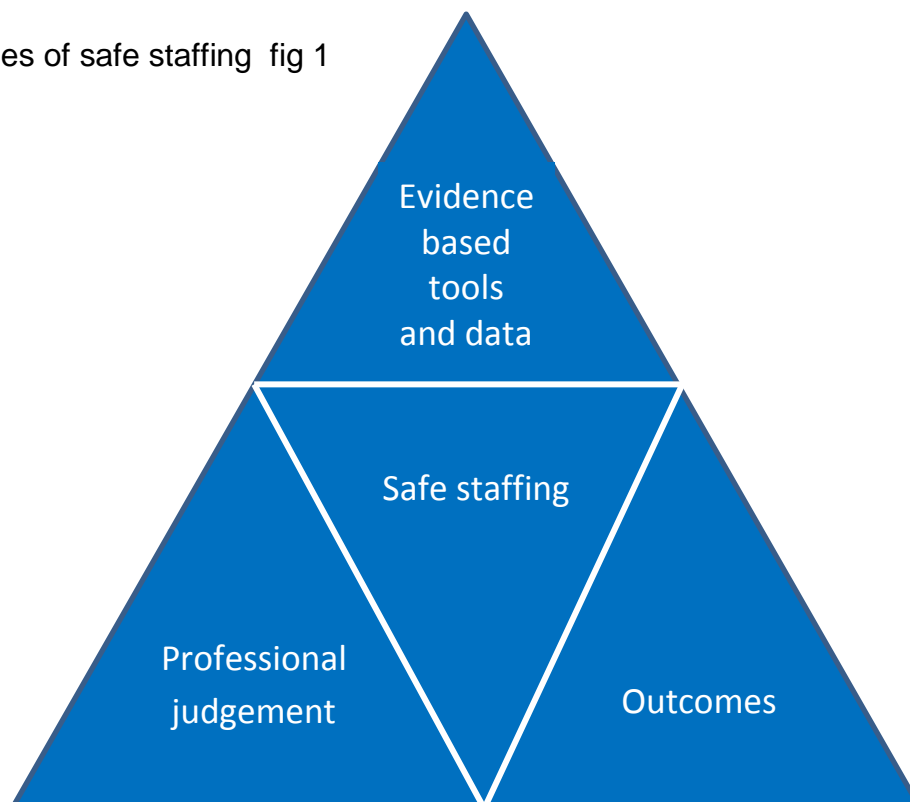 es of safe staffing  fig 1
Evidence
based
tools
and data
Safe staffing
Professional
judgement
Outcomes